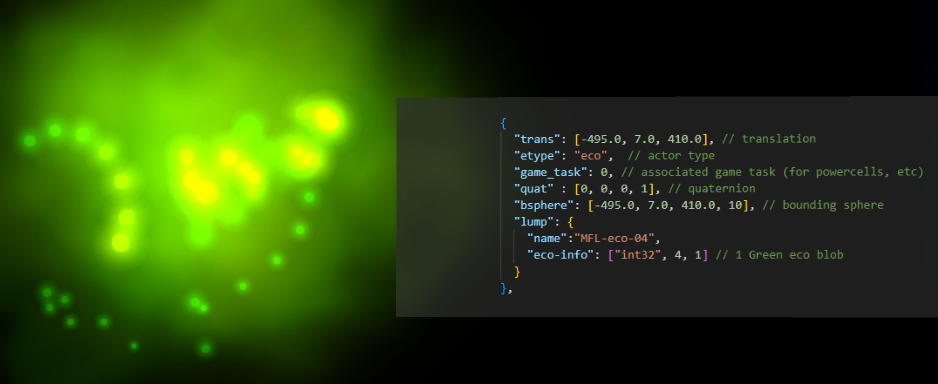 {
"trans": [-495.0, 7.0, 410.0], // translation
"etype": "eco",  // actor type
"game_task": 0, // associated game task (for powercells, etc)
"quat" : [0, 0, 0, 1], // quaternion
"bsphere": [-495.0, 7.0, 410.0, 10], // bounding sphere
"lump": {
"name":"MFL-eco-04",
"eco-info": ["int32", 4, 1] // 1 Green eco blob
}
},